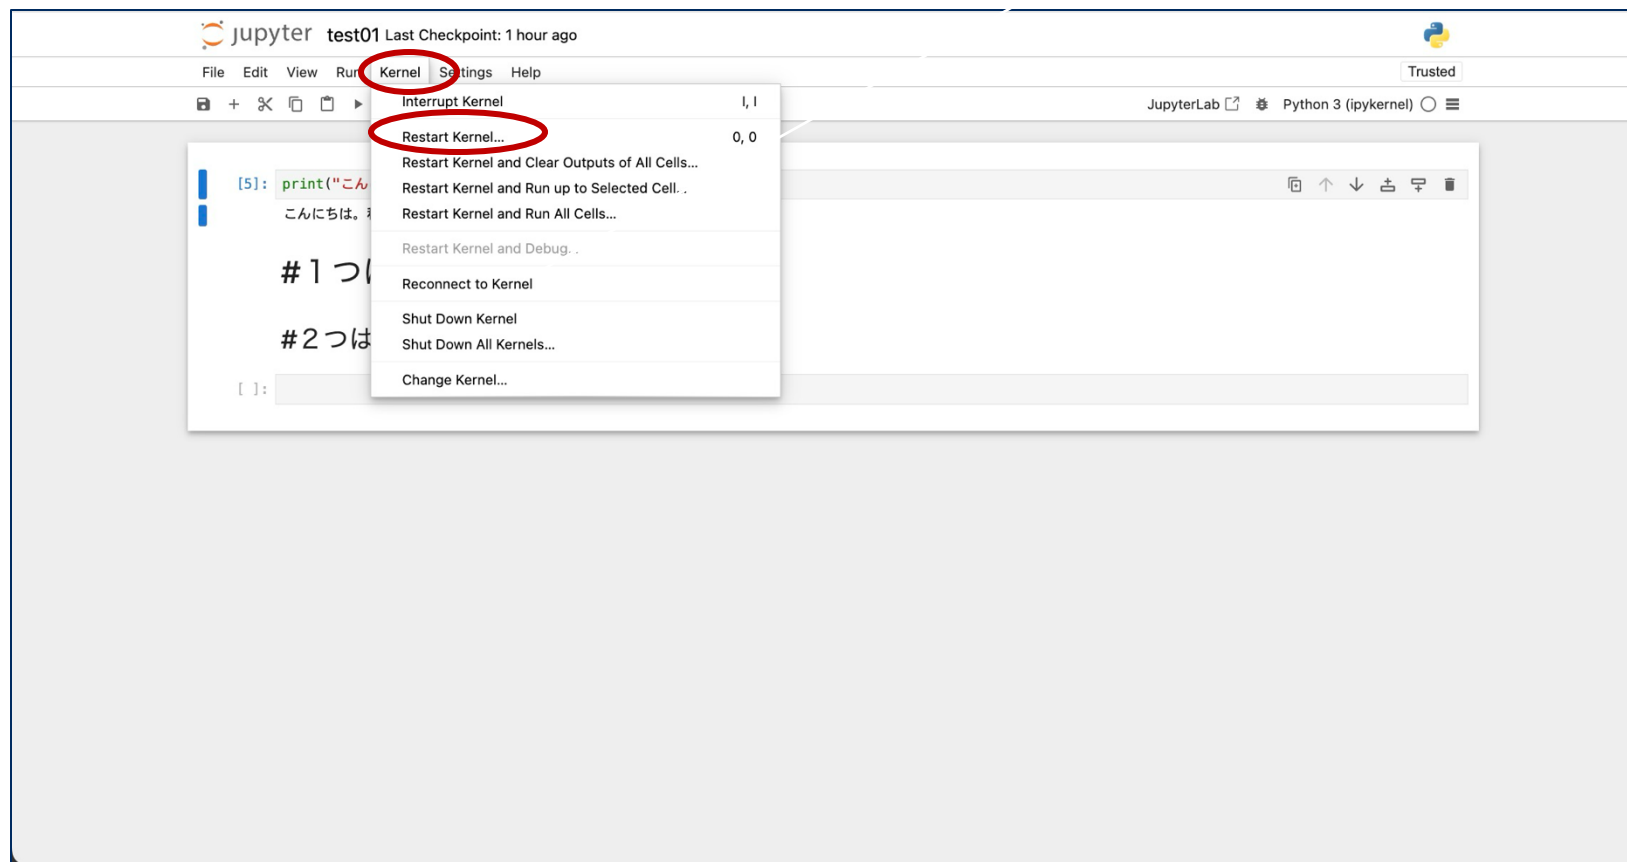 jupyter test01 Last Checkpoint: 1 hour ago
File Edit View Run Kernel Settings Help Trusted
JupyterLab Python 3 (ipykernel)
Interrupt Kernel I, I
Restart Kernel... 0, 0
Restart Kernel and Clear Outputs of All Cells...
Restart Kernel and Run up to Selected Cell. .
Restart Kernel and Run All Cells...
Restart Kernel and Debug. .
Reconnect to Kernel
Shut Down Kernel
Shut Down All Kernels...
Change Kernel...
[5]: print("こん
こんにちは。
#１つ
#２つは
[ ]: